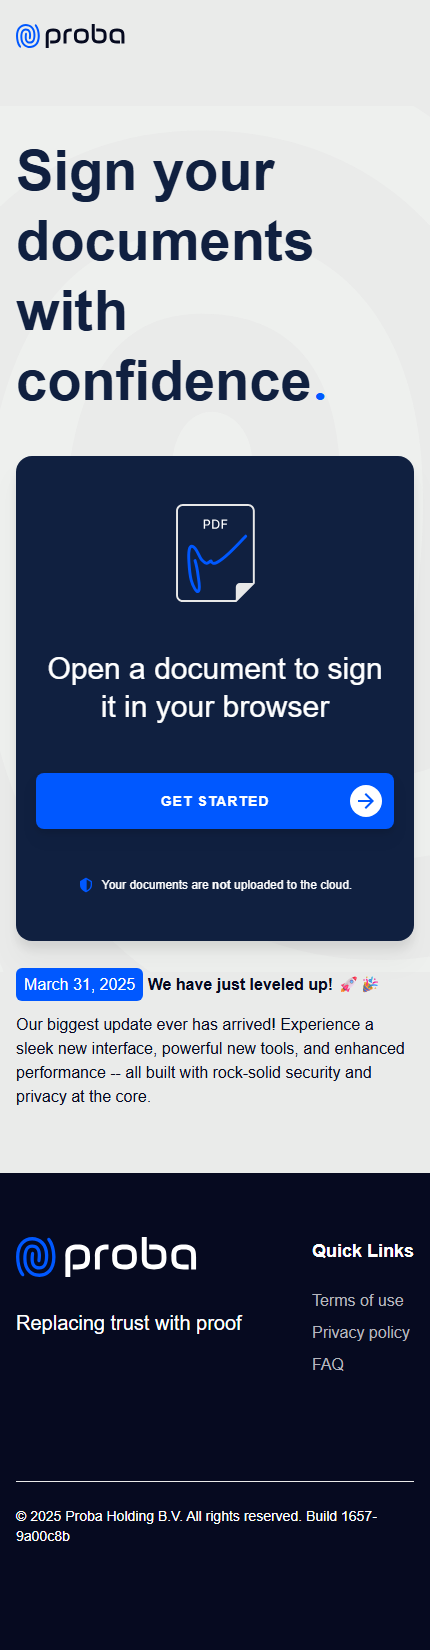 proba
Sign your
documents
with
confidence.
PDF
Open a document to sign
it in your browser
GET STARTED
Your documents are not uploaded to the cloud.
March 31, 2025 We have just leveled up! 🚀 🎉
Our biggest update ever has arrived! Experience a
sleek new interface, powerful new tools, and enhanced
performance -- all built with rock-solid security and
privacy at the core.
proba
Replacing trust with proof
Quick Links
Terms of use
Privacy policy
FAQ
© 2025 Proba Holding B.V. All rights reserved. Build 1657-
9a00c8b